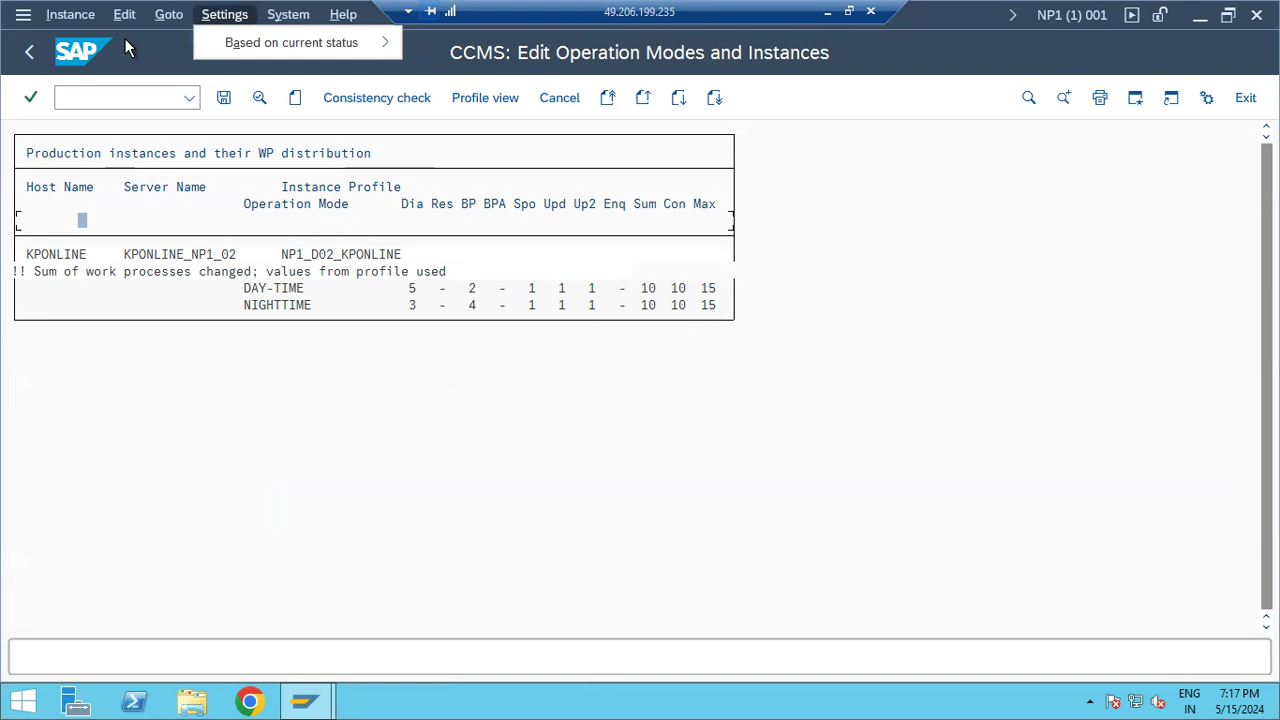 Instance Edit Goto Settings System Help 49.206.199.235 NP1 (1) 001
Based on current status
SAP CCMS: Edit Operation Modes and Instances
Consistency check Profile view Cancel Exit
Production instances and their WP distribution
Host Name Server Name Instance Profile
Operation Mode Dia Res BP BPA Spo Upd Up2 Enq Sum Con Max
KPONLINE KPONLINE_NP1_02 NP1_D02_KPONLINE
!! Sum of work processes changed; values from profile used
DAY-TIME 5 - 2 - 1 1 1 - 10 10 15
NIGHTTIME 3 - 4 - 1 1 1 - 10 10 15
ENG 7:17 PM
IN 5/15/2024